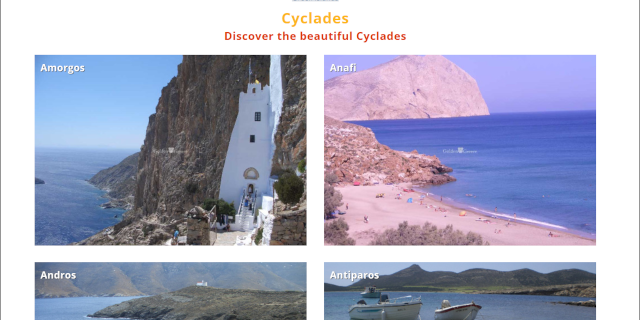 Cyclades
Discover the beautiful Cyclades
Amorgos
Anafi
Andros
Antiparos